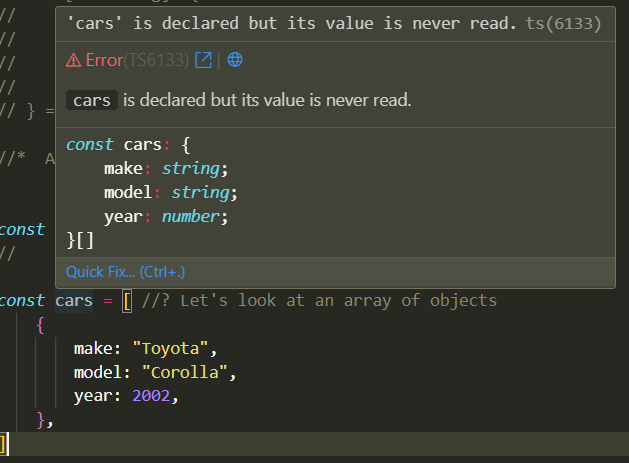 //
'cars' is declared but its value is never read. ts(6133)
//
//
Error(TS6133) |
//
//
cars is declared but its value is never read.
// } =
const cars: {
//* A
make: string;
model: string;
year: number;
const
}[]
//
Quick Fix... (Ctrl+.)
const cars = [ //? Let's look at an array of objects
{
make: "Toyota",
model: "Corolla",
year: 2002,
},
]